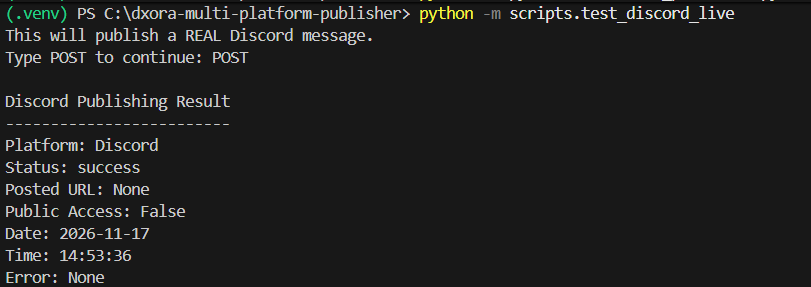 (.venv) PS C:\dxora-multi-platform-publisher> python -m scripts.test_discord_live
This will publish a REAL Discord message.
Type POST to continue: POST
Discord Publishing Result
-------------------------
Platform: Discord
Status: success
Posted URL: None
Public Access: False
Date: 2026-11-17
Time: 14:53:36
Error: None